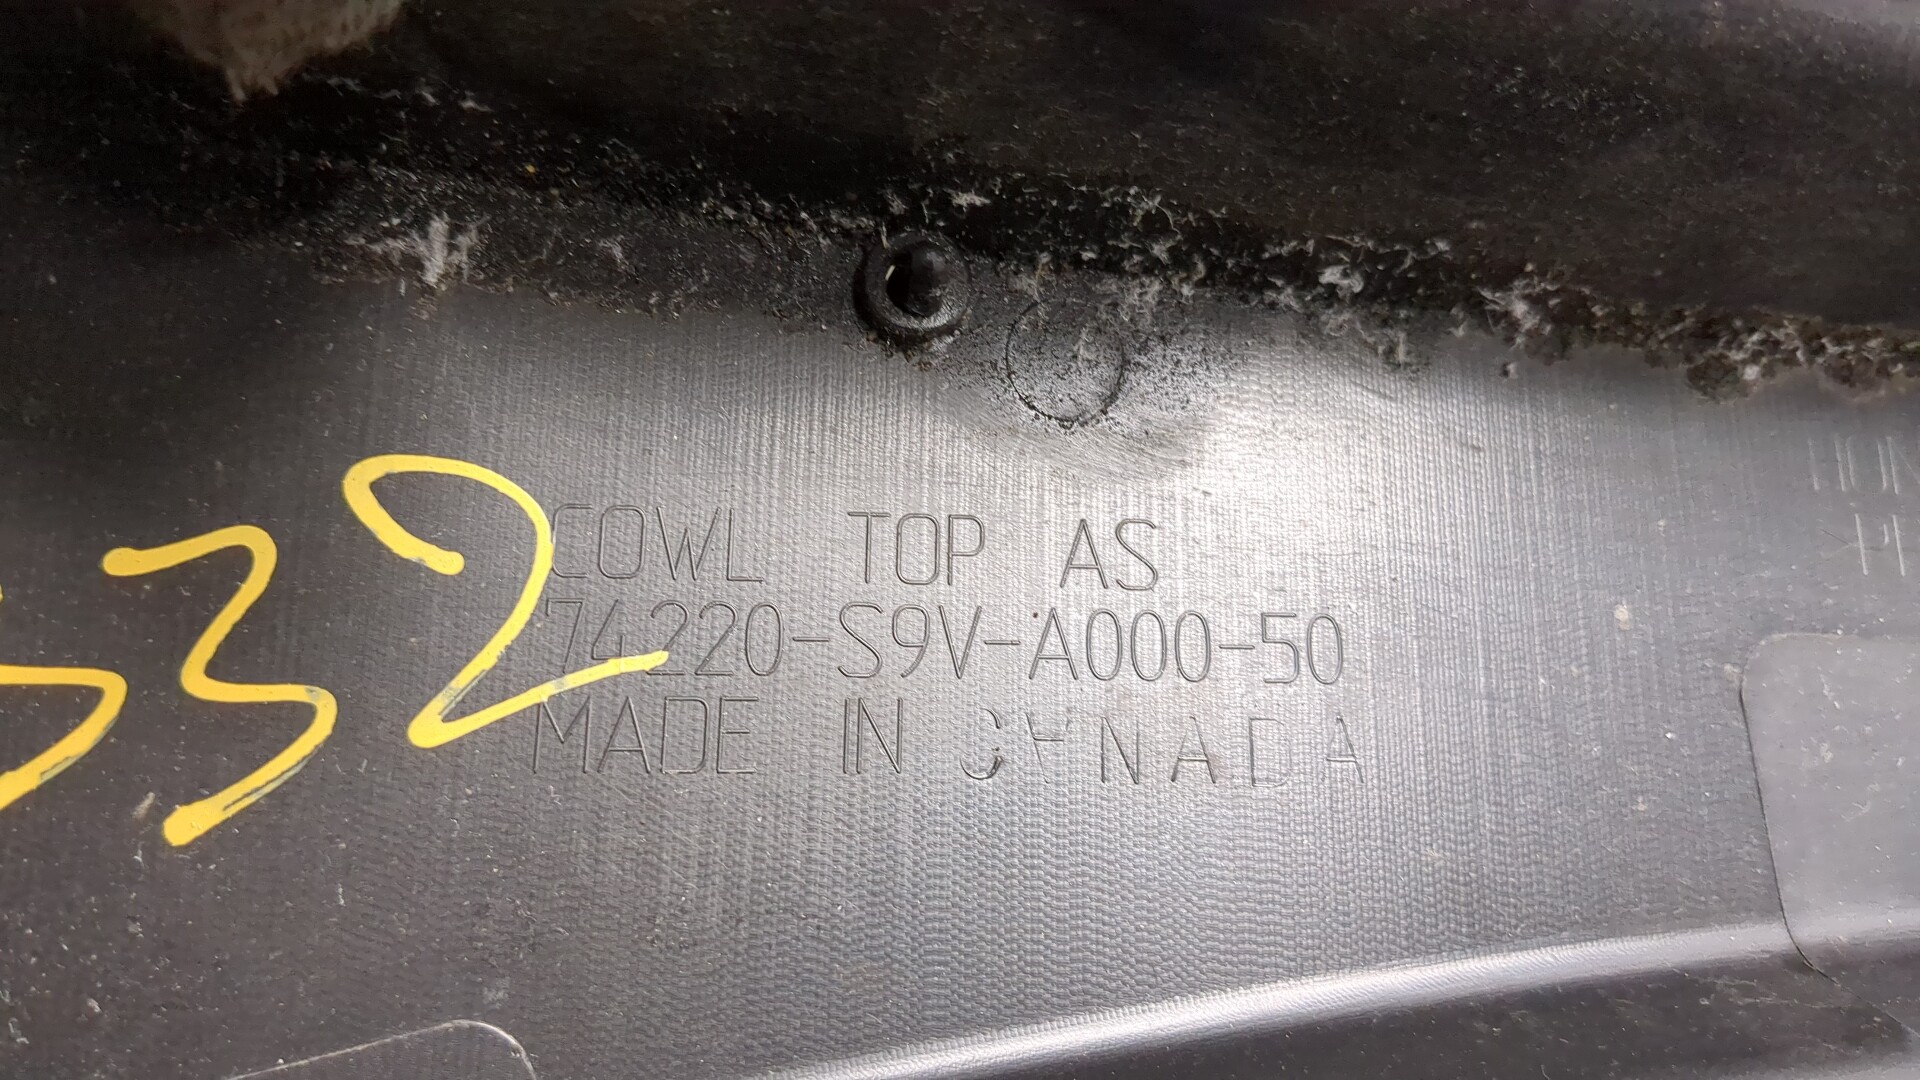 COWL TOP AS
74220-S9V-A000-50
MADE IN CANADA
32